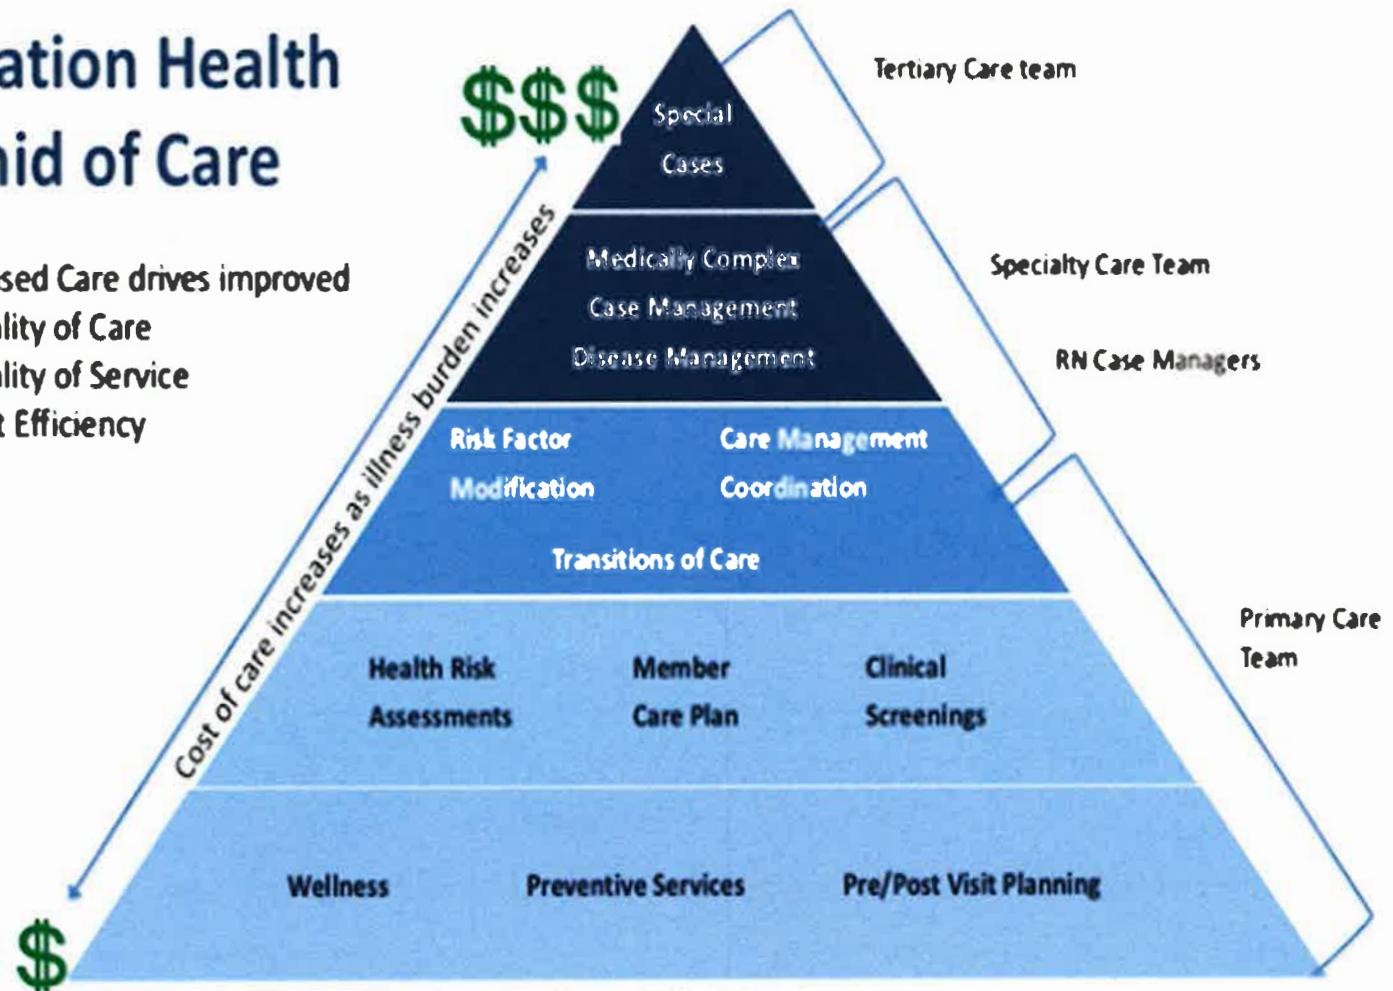 ation Health
nid of Care
sed Care drives improved
lity of Care
lity of Service
t Efficiency
$$$
Cost of care increases as illness burden increases
$
Special
Cases
Medically Complex
Case Management
Disease Management
Risk Factor
Modification
Care Management
Coordination
Transitions of Care
Health Risk
Assessments
Member
Care Plan
Clinical
Screenings
Wellness
Preventive Services
Pre/Post Visit Planning
Tertiary Care team
Specialty Care Team
RN Case Managers
Primary Care
Team